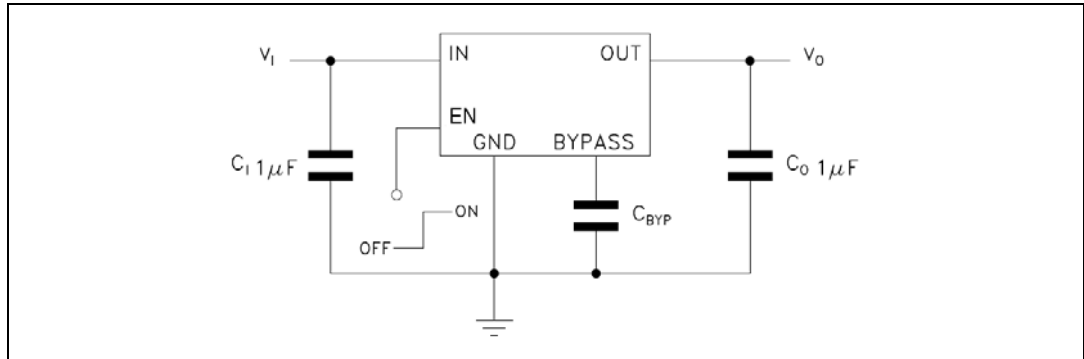 V_I
IN
OUT
V_O
EN
GND
BYPASS
C_I 1μF
C_O 1μF
C_BYP
ON
OFF